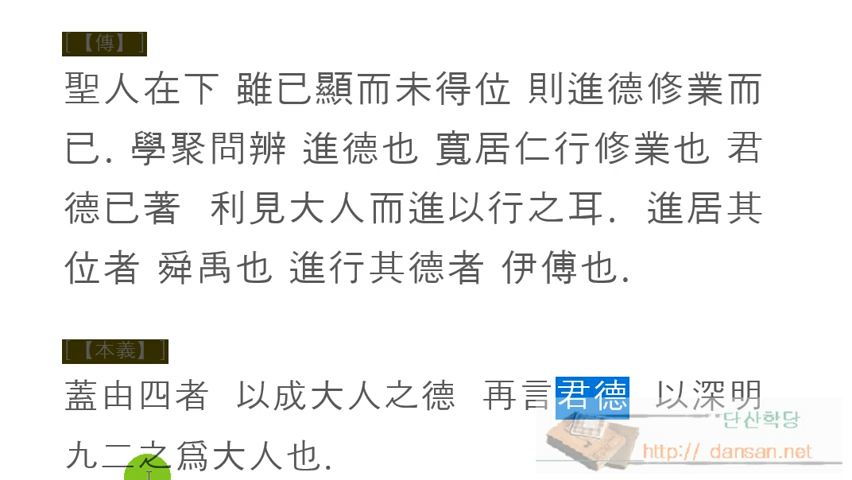 [【傳】]
聖人在下 雖已顯而未得位 則進德修業而
已. 學聚問辨 進德也 寬居仁行修業也 君
德已著 利見大人而進以行之耳. 進居其
位者 舜禹也 進行其德者 伊傅也.
[【本義】]
蓋由四者 以成大人之德 再言君德 以深明
九二之爲大人也.
단산학당
http:// dansan.net